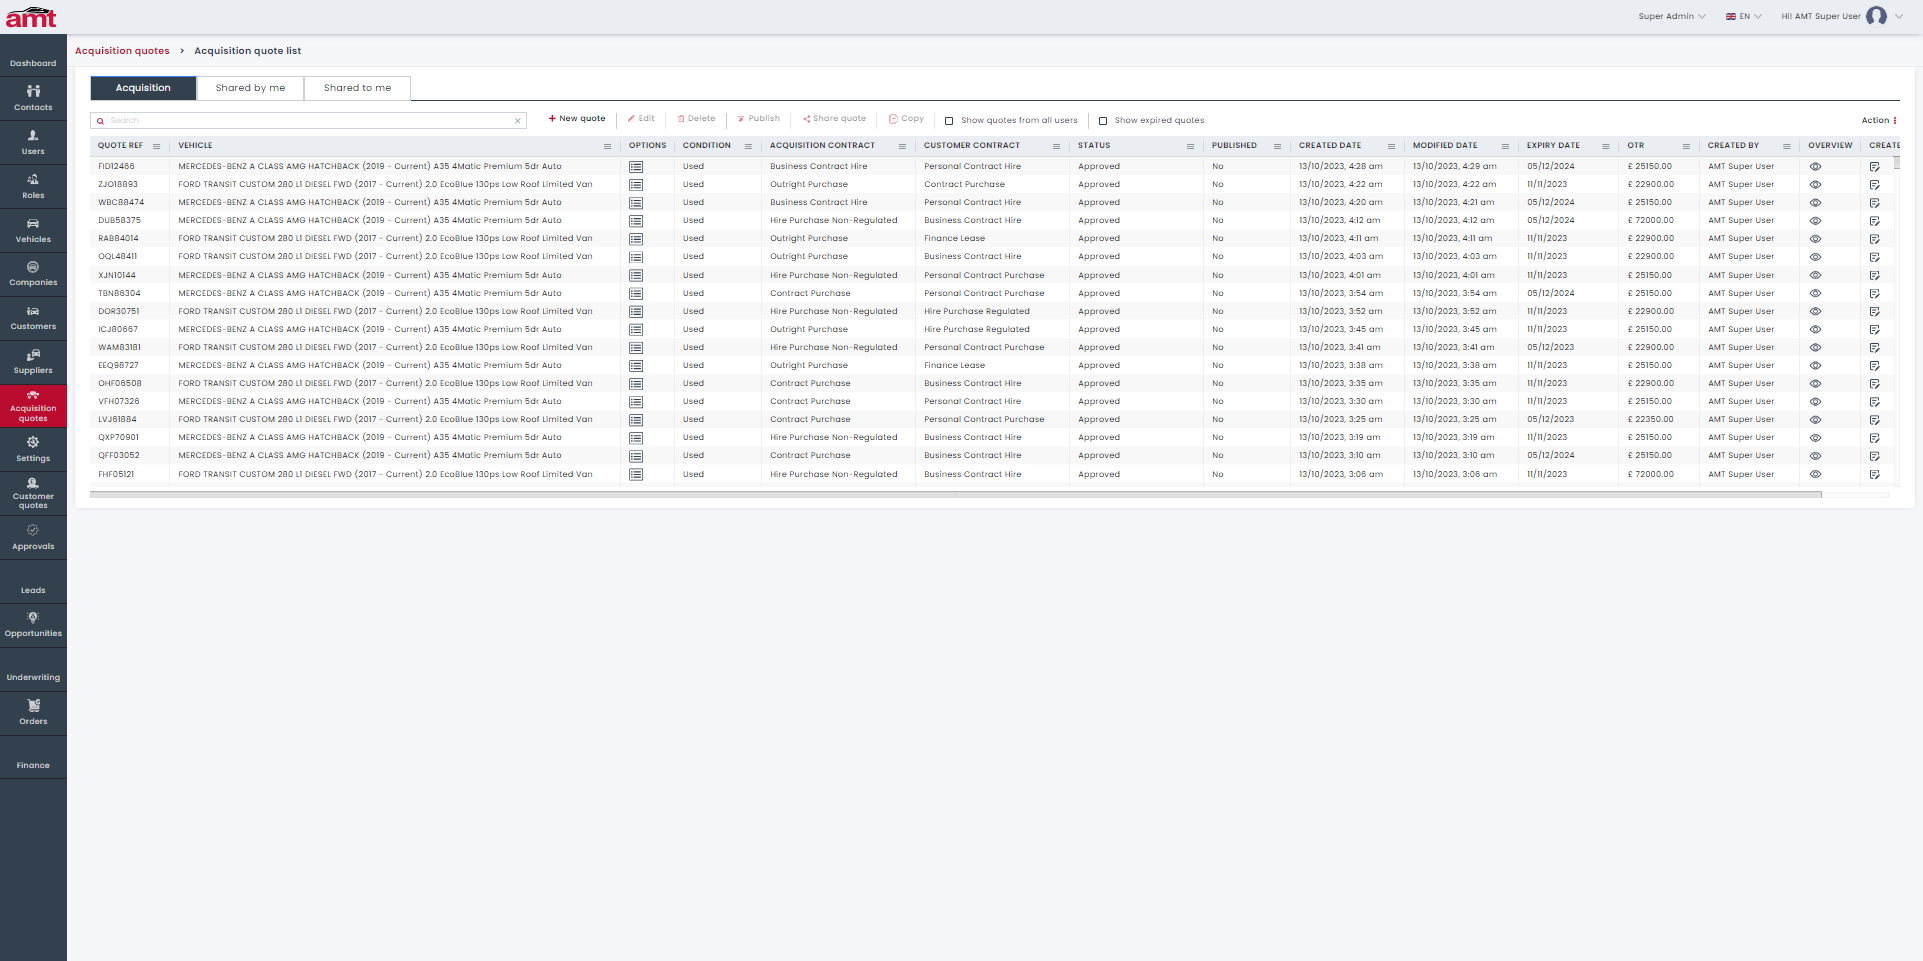 amt
Super Admin EN Hi! AMT Super User
Acquisition quotes > Acquisition quote list
Acquisition Shared by me Shared to me
Search New quote Edit Delete Publish Share quote Copy Show quotes from all users Show expired quotes Action
QUOTE REF VEHICLE OPTIONS CONDITION ACQUISITION CONTRACT CUSTOMER CONTRACT STATUS PUBLISHED CREATED DATE MODIFIED DATE EXPIRY DATE OTR CREATED BY OVERVIEW CREATE
FID12466 MERCEDES-BENZ A CLASS AMG HATCHBACK (2019 - Current) A35 4Matic Premium 5dr Auto Used Business Contract Hire Personal Contract Hire Approved No 13/10/2023, 4:28 am 13/10/2023, 4:29 am 05/12/2024 £ 25150.00 AMT Super User
ZJO18893 FORD TRANSIT CUSTOM 280 L1 DIESEL FWD (2017 - Current) 2.0 EcoBlue 130ps Low Roof Limited Van Used Outright Purchase Contract Purchase Approved No 13/10/2023, 4:22 am 13/10/2023, 4:22 am 11/11/2023 £ 22900.00 AMT Super User
WBC88474 MERCEDES-BENZ A CLASS AMG HATCHBACK (2019 - Current) A35 4Matic Premium 5dr Auto Used Business Contract Hire Personal Contract Hire Approved No 13/10/2023, 4:20 am 13/10/2023, 4:21 am 05/12/2024 £ 25150.00 AMT Super User
DUB58375 MERCEDES-BENZ A CLASS AMG HATCHBACK (2019 - Current) A35 4Matic Premium 5dr Auto Used Hire Purchase Non-Regulated Business Contract Hire Approved No 13/10/2023, 4:12 am 13/10/2023, 4:12 am 05/12/2024 £ 72000.00 AMT Super User
RAB84014 FORD TRANSIT CUSTOM 280 L1 DIESEL FWD (2017 - Current) 2.0 EcoBlue 130ps Low Roof Limited Van Used Outright Purchase Finance Lease Approved No 13/10/2023, 4:11 am 13/10/2023, 4:11 am 11/11/2023 £ 22900.00 AMT Super User
OQL48411 FORD TRANSIT CUSTOM 280 L1 DIESEL FWD (2017 - Current) 2.0 EcoBlue 130ps Low Roof Limited Van Used Outright Purchase Business Contract Hire Approved No 13/10/2023, 4:03 am 13/10/2023, 4:03 am 11/11/2023 £ 22900.00 AMT Super User
XJN10144 MERCEDES-BENZ A CLASS AMG HATCHBACK (2019 - Current) A35 4Matic Premium 5dr Auto Used Hire Purchase Non-Regulated Personal Contract Purchase Approved No 13/10/2023, 4:01 am 13/10/2023, 4:01 am 11/11/2023 £ 25150.00 AMT Super User
TBN86304 MERCEDES-BENZ A CLASS AMG HATCHBACK (2019 - Current) A35 4Matic Premium 5dr Auto Used Contract Purchase Personal Contract Purchase Approved No 13/10/2023, 3:54 am 13/10/2023, 3:54 am 05/12/2024 £ 25150.00 AMT Super User
DOR30751 FORD TRANSIT CUSTOM 280 L1 DIESEL FWD (2017 - Current) 2.0 EcoBlue 130ps Low Roof Limited Van Used Hire Purchase Non-Regulated Hire Purchase Regulated Approved No 13/10/2023, 3:52 am 13/10/2023, 3:52 am 11/11/2023 £ 22900.00 AMT Super User
ICJ80667 MERCEDES-BENZ A CLASS AMG HATCHBACK (2019 - Current) A35 4Matic Premium 5dr Auto Used Outright Purchase Hire Purchase Regulated Approved No 13/10/2023, 3:45 am 13/10/2023, 3:45 am 11/11/2023 £ 25150.00 AMT Super User
WAM83181 FORD TRANSIT CUSTOM 280 L1 DIESEL FWD (2017 - Current) 2.0 EcoBlue 130ps Low Roof Limited Van Used Hire Purchase Non-Regulated Personal Contract Purchase Approved No 13/10/2023, 3:41 am 13/10/2023, 3:41 am 05/12/2023 £ 22900.00 AMT Super User
EEQ98727 MERCEDES-BENZ A CLASS AMG HATCHBACK (2019 - Current) A35 4Matic Premium 5dr Auto Used Outright Purchase Finance Lease Approved No 13/10/2023, 3:38 am 13/10/2023, 3:38 am 11/11/2023 £ 25150.00 AMT Super User
OHF06508 FORD TRANSIT CUSTOM 280 L1 DIESEL FWD (2017 - Current) 2.0 EcoBlue 130ps Low Roof Limited Van Used Contract Purchase Business Contract Hire Approved No 13/10/2023, 3:35 am 13/10/2023, 3:35 am 11/11/2023 £ 22900.00 AMT Super User
VFH07326 MERCEDES-BENZ A CLASS AMG HATCHBACK (2019 - Current) A35 4Matic Premium 5dr Auto Used Contract Purchase Business Contract Hire Approved No 13/10/2023, 3:30 am 13/10/2023, 3:30 am 11/11/2023 £ 25150.00 AMT Super User
LVJ61884 FORD TRANSIT CUSTOM 280 L1 DIESEL FWD (2017 - Current) 2.0 EcoBlue 130ps Low Roof Limited Van Used Contract Purchase Personal Contract Purchase Approved No 13/10/2023, 3:25 am 13/10/2023, 3:25 am 05/12/2023 £ 22350.00 AMT Super User
QXP70901 MERCEDES-BENZ A CLASS AMG HATCHBACK (2019 - Current) A35 4Matic Premium 5dr Auto Used Hire Purchase Non-Regulated Business Contract Hire Approved No 13/10/2023, 3:19 am 13/10/2023, 3:19 am 11/11/2023 £ 25150.00 AMT Super User
QFF03052 MERCEDES-BENZ A CLASS AMG HATCHBACK (2019 - Current) A35 4Matic Premium 5dr Auto Used Contract Purchase Business Contract Hire Approved No 13/10/2023, 3:10 am 13/10/2023, 3:10 am 05/12/2024 £ 25150.00 AMT Super User
FHF05121 FORD TRANSIT CUSTOM 280 L1 DIESEL FWD (2017 - Current) 2.0 EcoBlue 130ps Low Roof Limited Van Used Hire Purchase Non-Regulated Business Contract Hire Approved No 13/10/2023, 3:06 am 13/10/2023, 3:06 am 11/11/2023 £ 72000.00 AMT Super User
Dashboard
Contacts
Users
Roles
Vehicles
Companies
Customers
Suppliers
Acquisition
quotes
Settings
Customer
quotes
Approvals
Leads
Opportunities
Underwriting
Orders
Finance